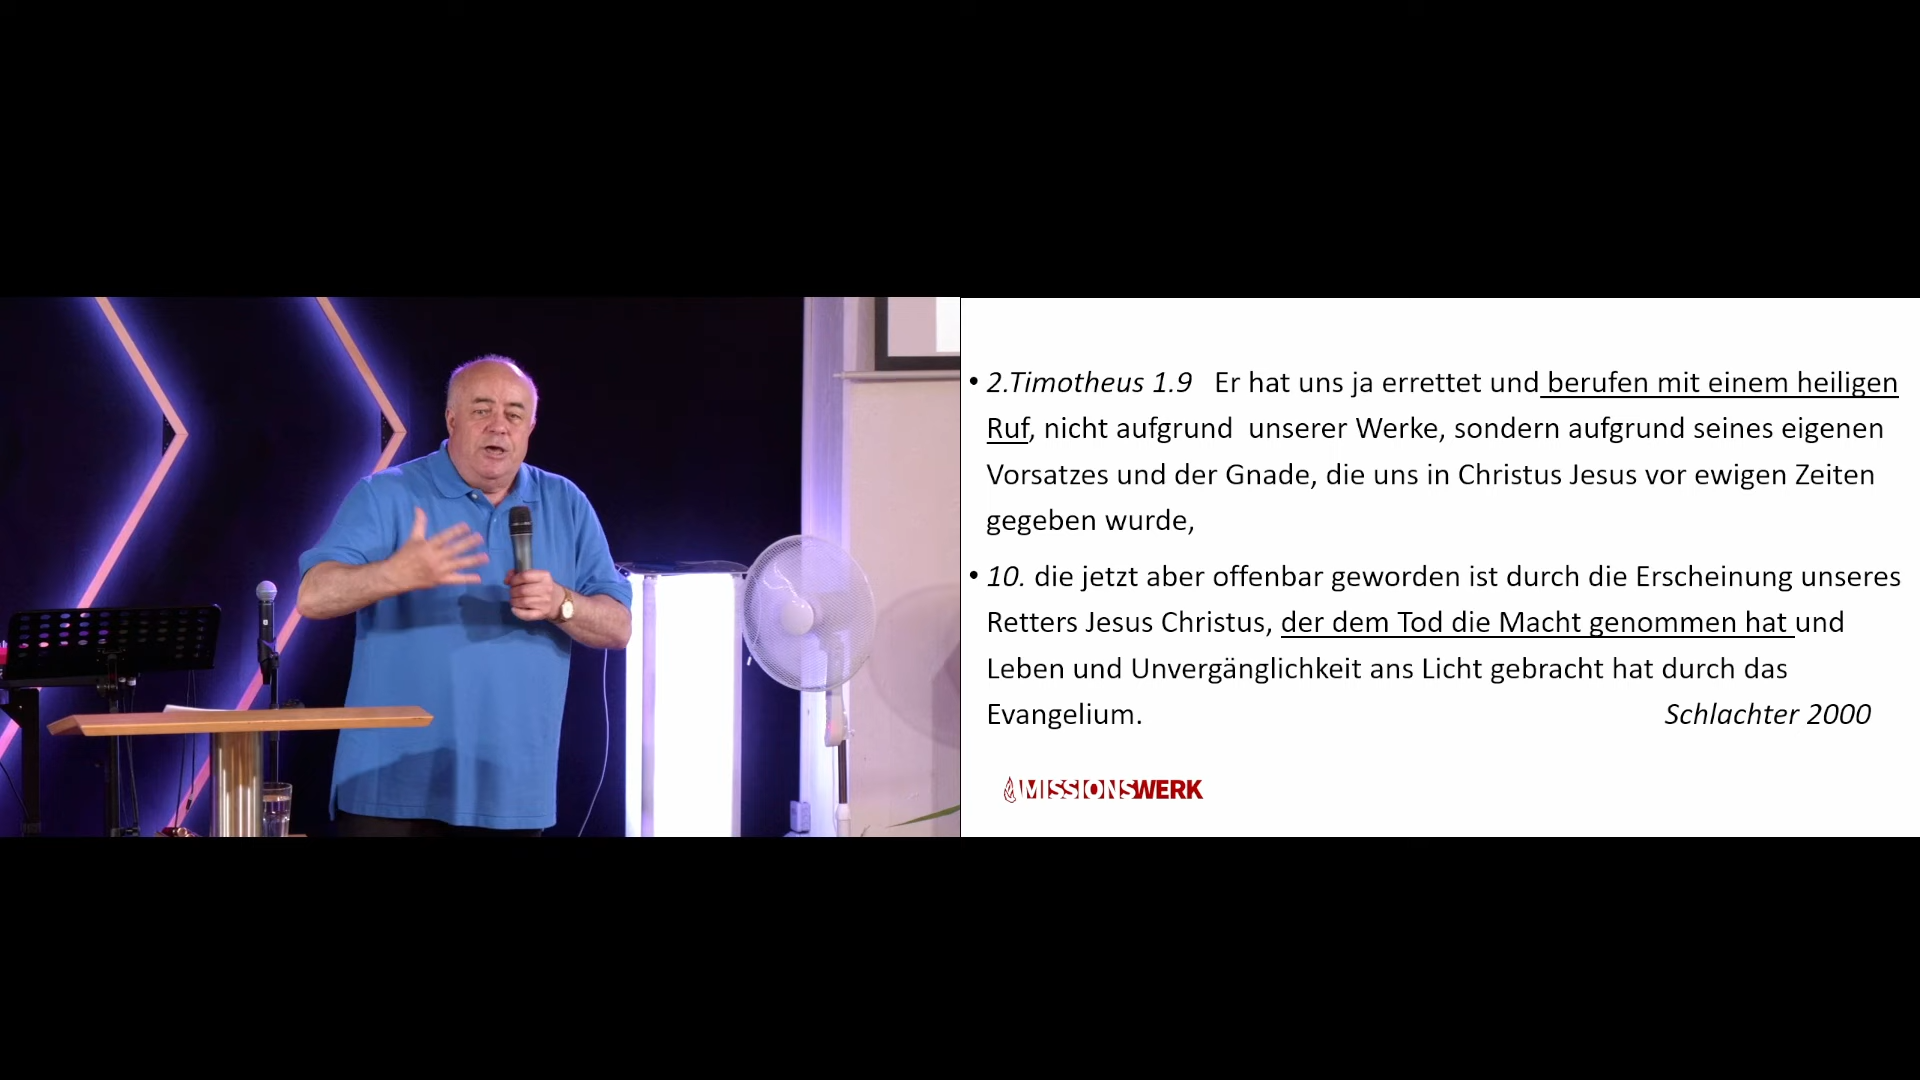 • 2.Timotheus 1.9 Er hat uns ja errettet und berufen mit einem heiligen
Ruf, nicht aufgrund unserer Werke, sondern aufgrund seines eigenen
Vorsatzes und der Gnade, die uns in Christus Jesus vor ewigen Zeiten
gegeben wurde,
• 10. die jetzt aber offenbar geworden ist durch die Erscheinung unseres
Retters Jesus Christus, der dem Tod die Macht genommen hat und
Leben und Unvergänglichkeit ans Licht gebracht hat durch das
Evangelium. Schlachter 2000
MISSIONSWERK